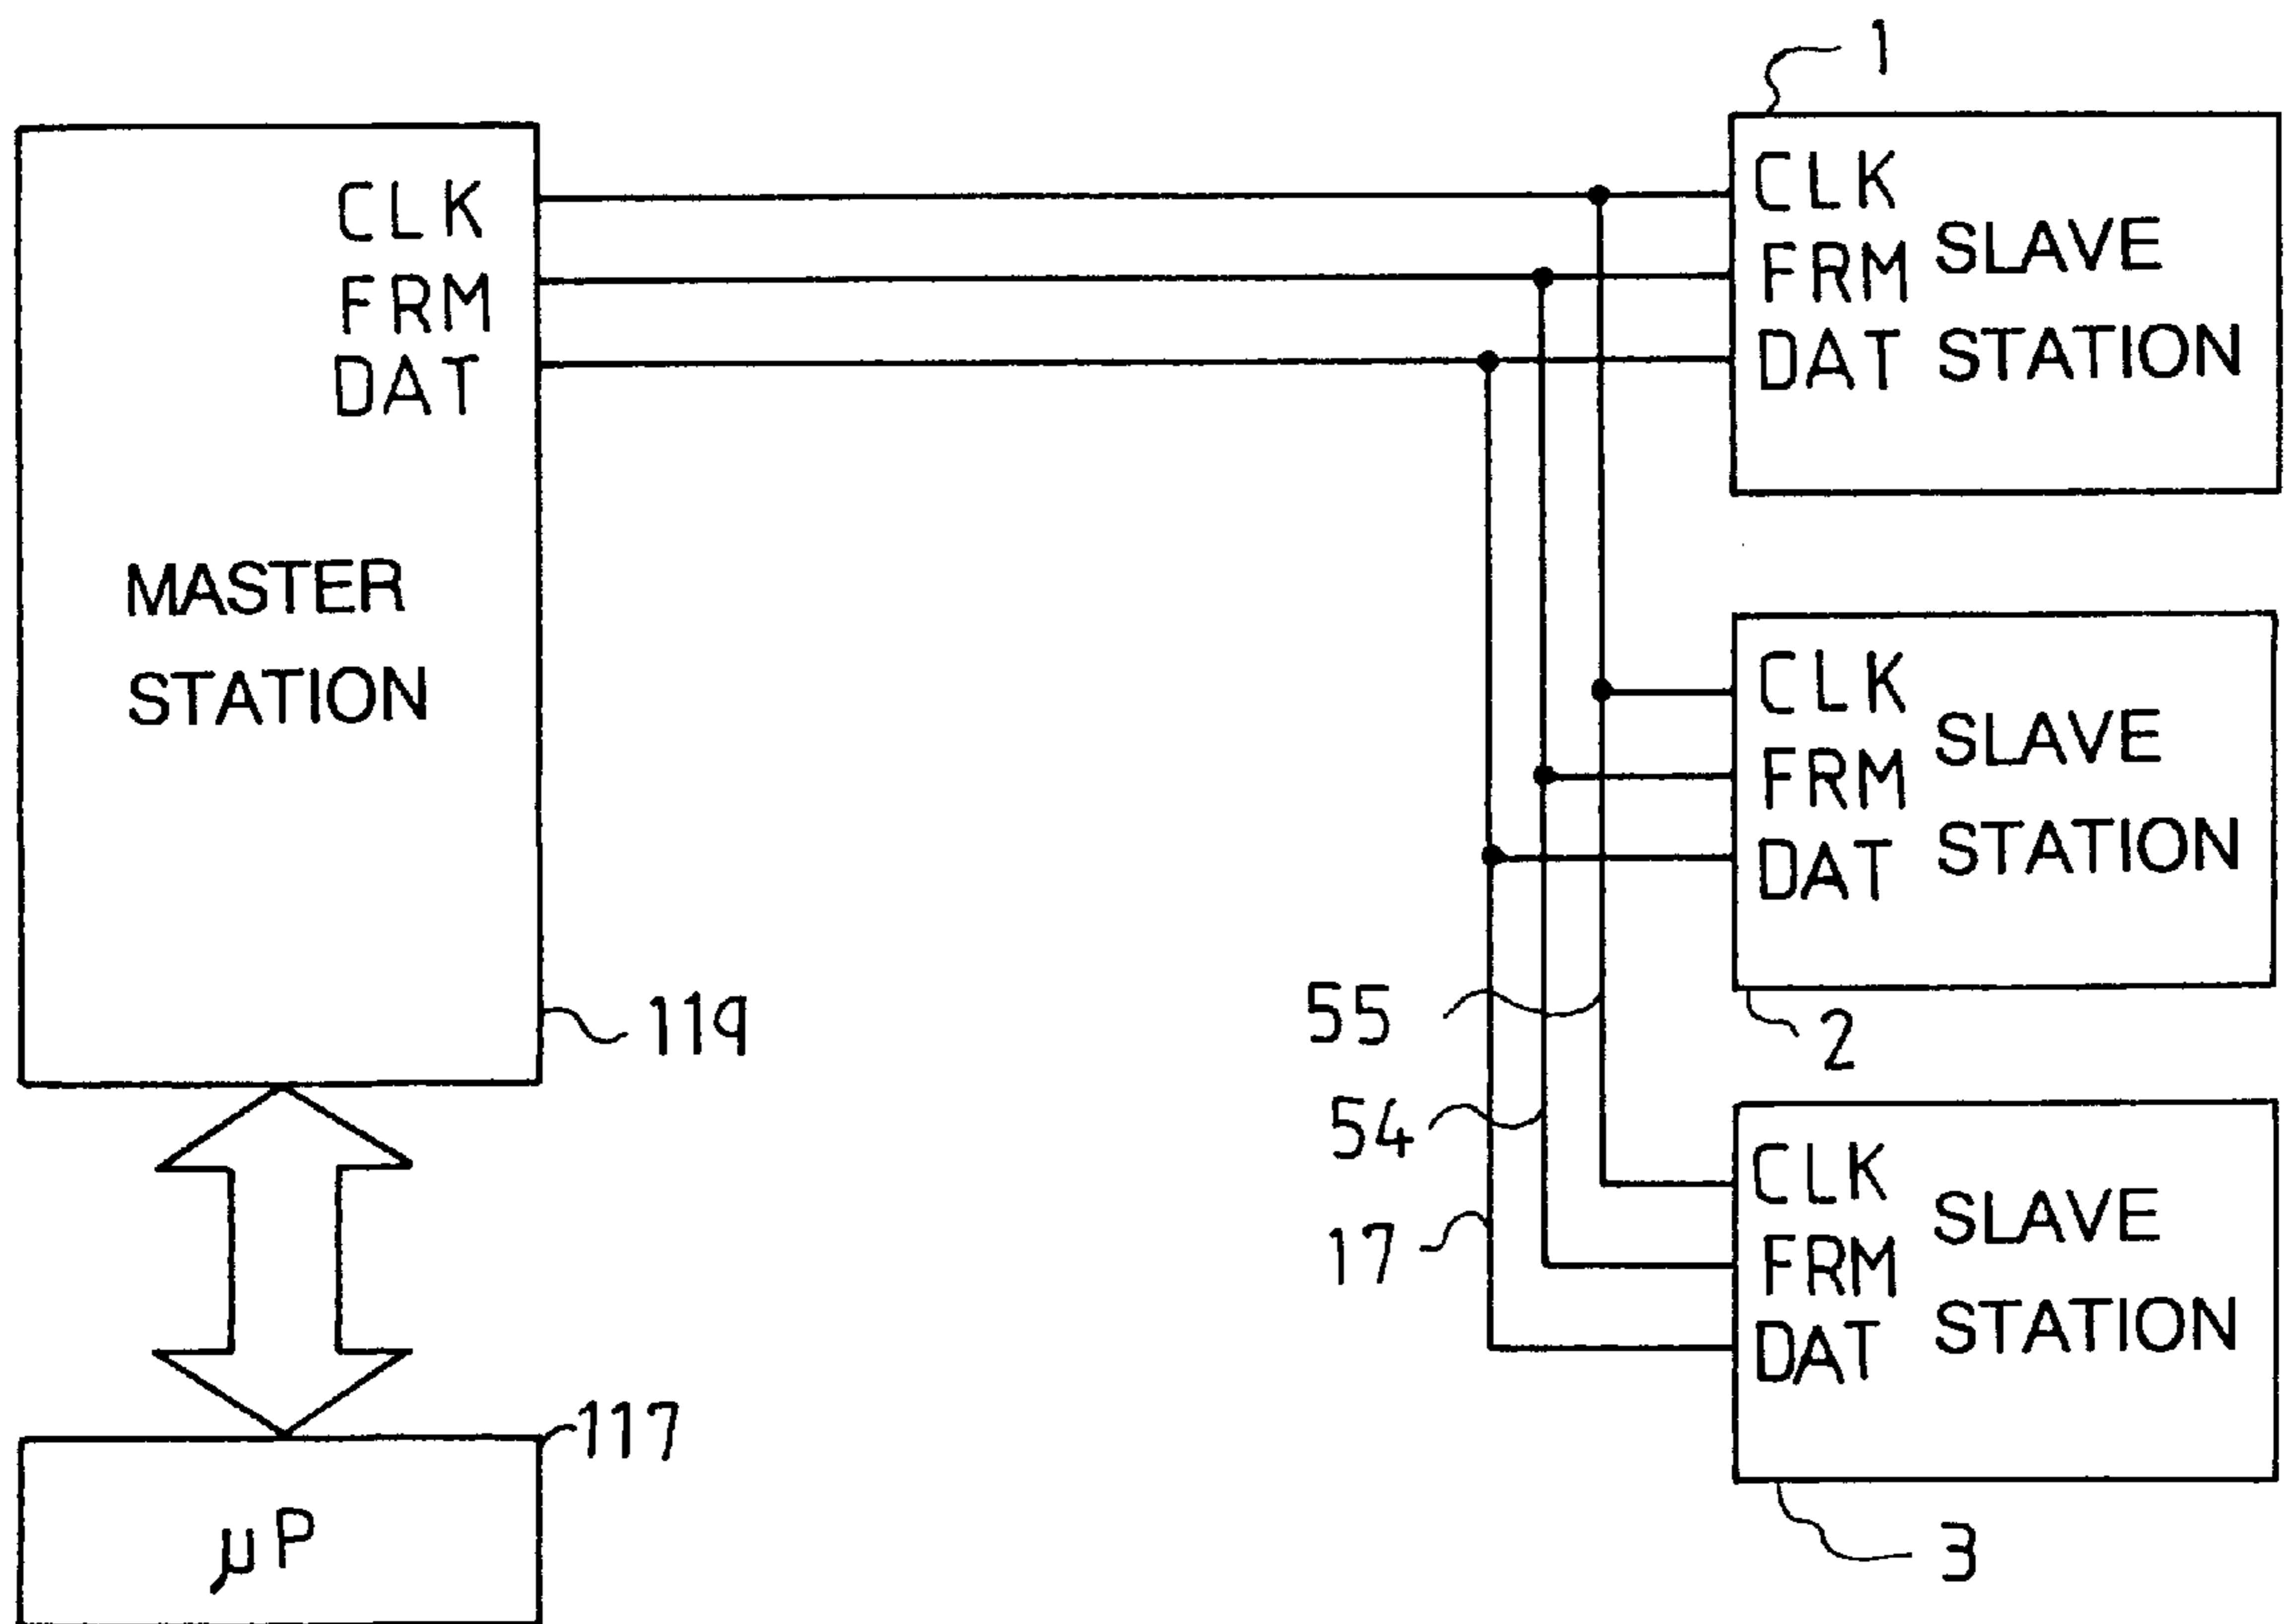 1
CLK
FRM
DAT
MASTER
STATION
119
CLK
FRM
DAT
SLAVE
STATION
CLK
FRM
DAT
SLAVE
STATION
2
55
54
17
CLK
FRM
DAT
SLAVE
STATION
3
117
µP